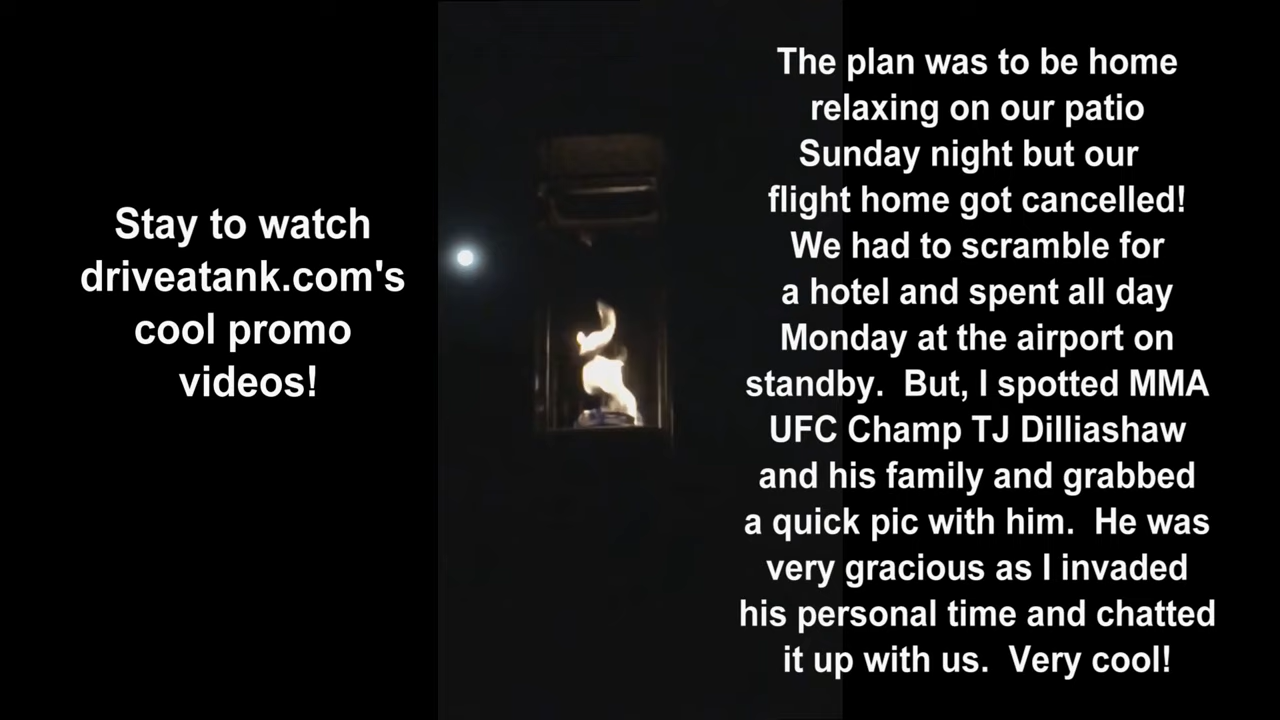 Stay to watch
driveatank.com's
cool promo
videos!
The plan was to be home
relaxing on our patio
Sunday night but our
flight home got cancelled!
We had to scramble for
a hotel and spent all day
Monday at the airport on
standby.  But, I spotted MMA
UFC Champ TJ Dilliashaw
and his family and grabbed
a quick pic with him.  He was
very gracious as I invaded
his personal time and chatted
it up with us.  Very cool!